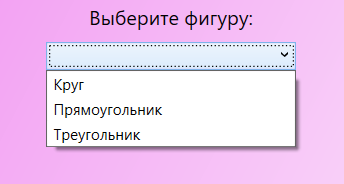 Выберите фигуру:
Круг
Прямоугольник
Треугольник